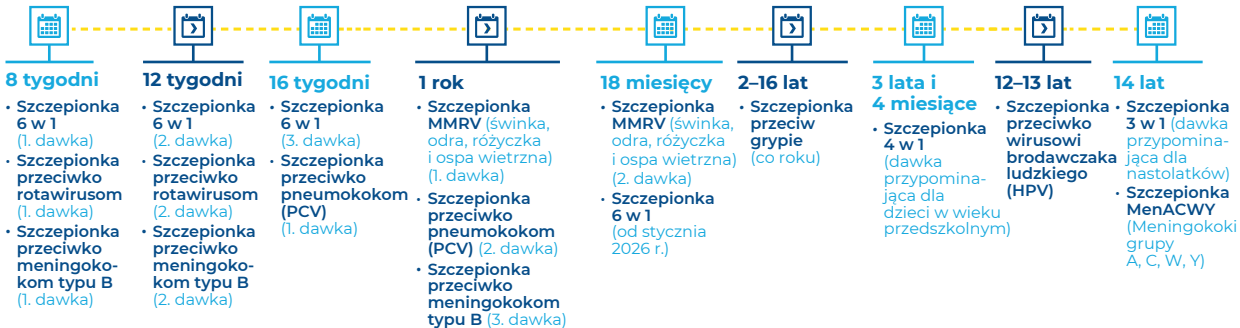 8 tygodni
• Szczepionka
6 w 1
(1. dawka)
• Szczepionka
przeciwko
rotawirusom
(1. dawka)
• Szczepionka
przeciwko
meningoko-
kom typu B
(1. dawka)
12 tygodni
• Szczepionka
6 w 1
(2. dawka)
• Szczepionka
przeciwko
rotawirusom
(2. dawka)
• Szczepionka
przeciwko
meningoko-
kom typu B
(2. dawka)
16 tygodni
• Szczepionka
6 w 1
(3. dawka)
• Szczepionka
przeciwko
pneumokokom
(PCV)
(1. dawka)
1 rok
• Szczepionka
MMRV (świnka,
odra, różyczka
i ospa wietrzna)
(1. dawka)
• Szczepionka
przeciwko
pneumokokom
(PCV) (2. dawka)
• Szczepionka
przeciwko
meningokokom
typu B (3. dawka)
18 miesięcy
• Szczepionka
MMRV (świnka,
odra, różyczka
i ospa wietrzna)
(2. dawka)
• Szczepionka
6 w 1
(od stycznia
2026 r.)
2–16 lat
• Szczepionka
przeciw
grypie
(co roku)
3 lata i
4 miesiące
• Szczepionka
4 w 1
(dawka
przypomina-
jąca dla
dzieci w wieku
przedszkolnym)
12–13 lat
• Szczepionka
przeciwko
wirusowi
brodawczaka
ludzkiego
(HPV)
14 lat
• Szczepionka
3 w 1 (dawka
przypomina-
jąca dla
nastolatków)
• Szczepionka
MenACWY
(Meningokoki
grupy
A, C, W, Y)